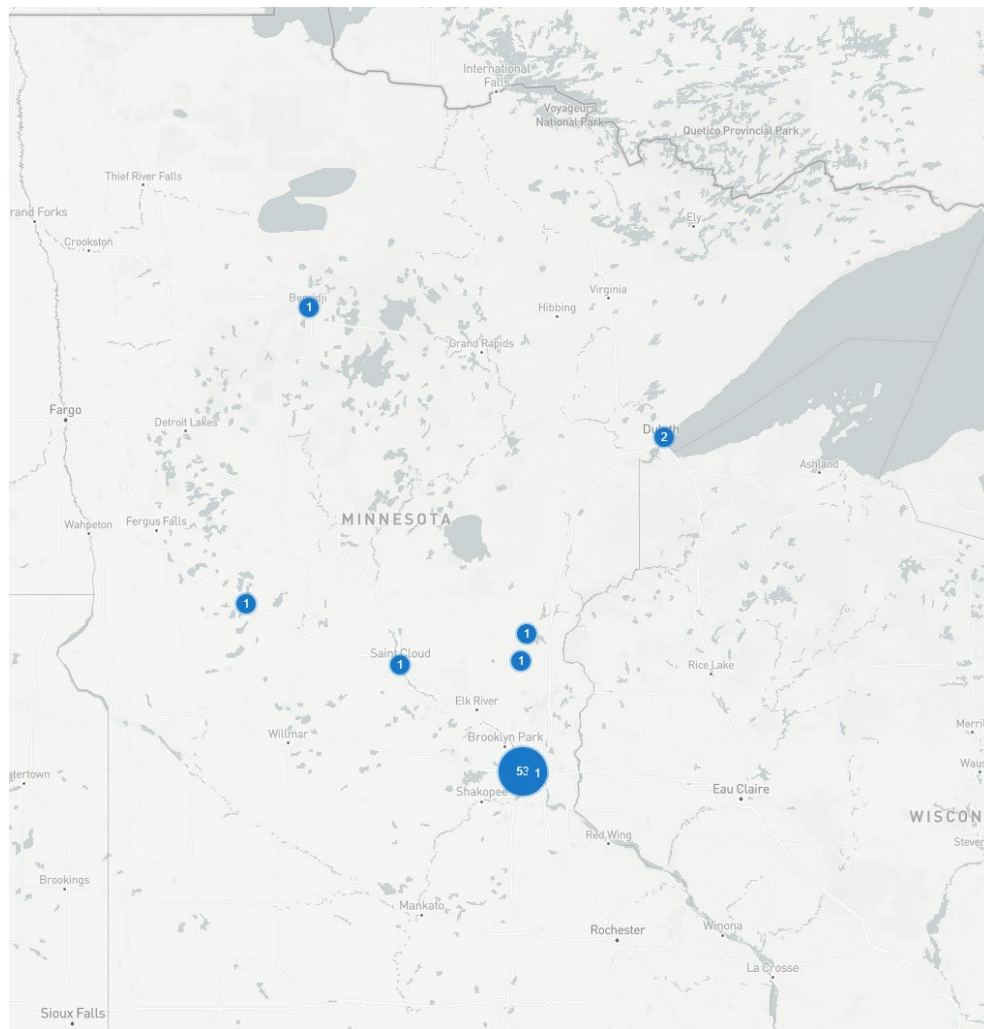 International
Falls
Voyageurs
National Park
Quetico Provincial Park
Thief River Falls
Ely
rand Forks
Crookston
Virginia
Hibbing
1
Grand Rapids
Fargo
Detroit Lakes
2
Ashland
MINNESOTA
Fergus Falls
Wahpeton
1
1
Saint Cloud
1
1
Rice Lake
Elk River
Merril
Willmar
Brooklyn Park
Waus
atertown
53
1
Shakopee
Eau Claire
WISCON
Red Wing
Steven
Brookings
Mankato
Winona
Rochester
La Crosse
Sioux Falls